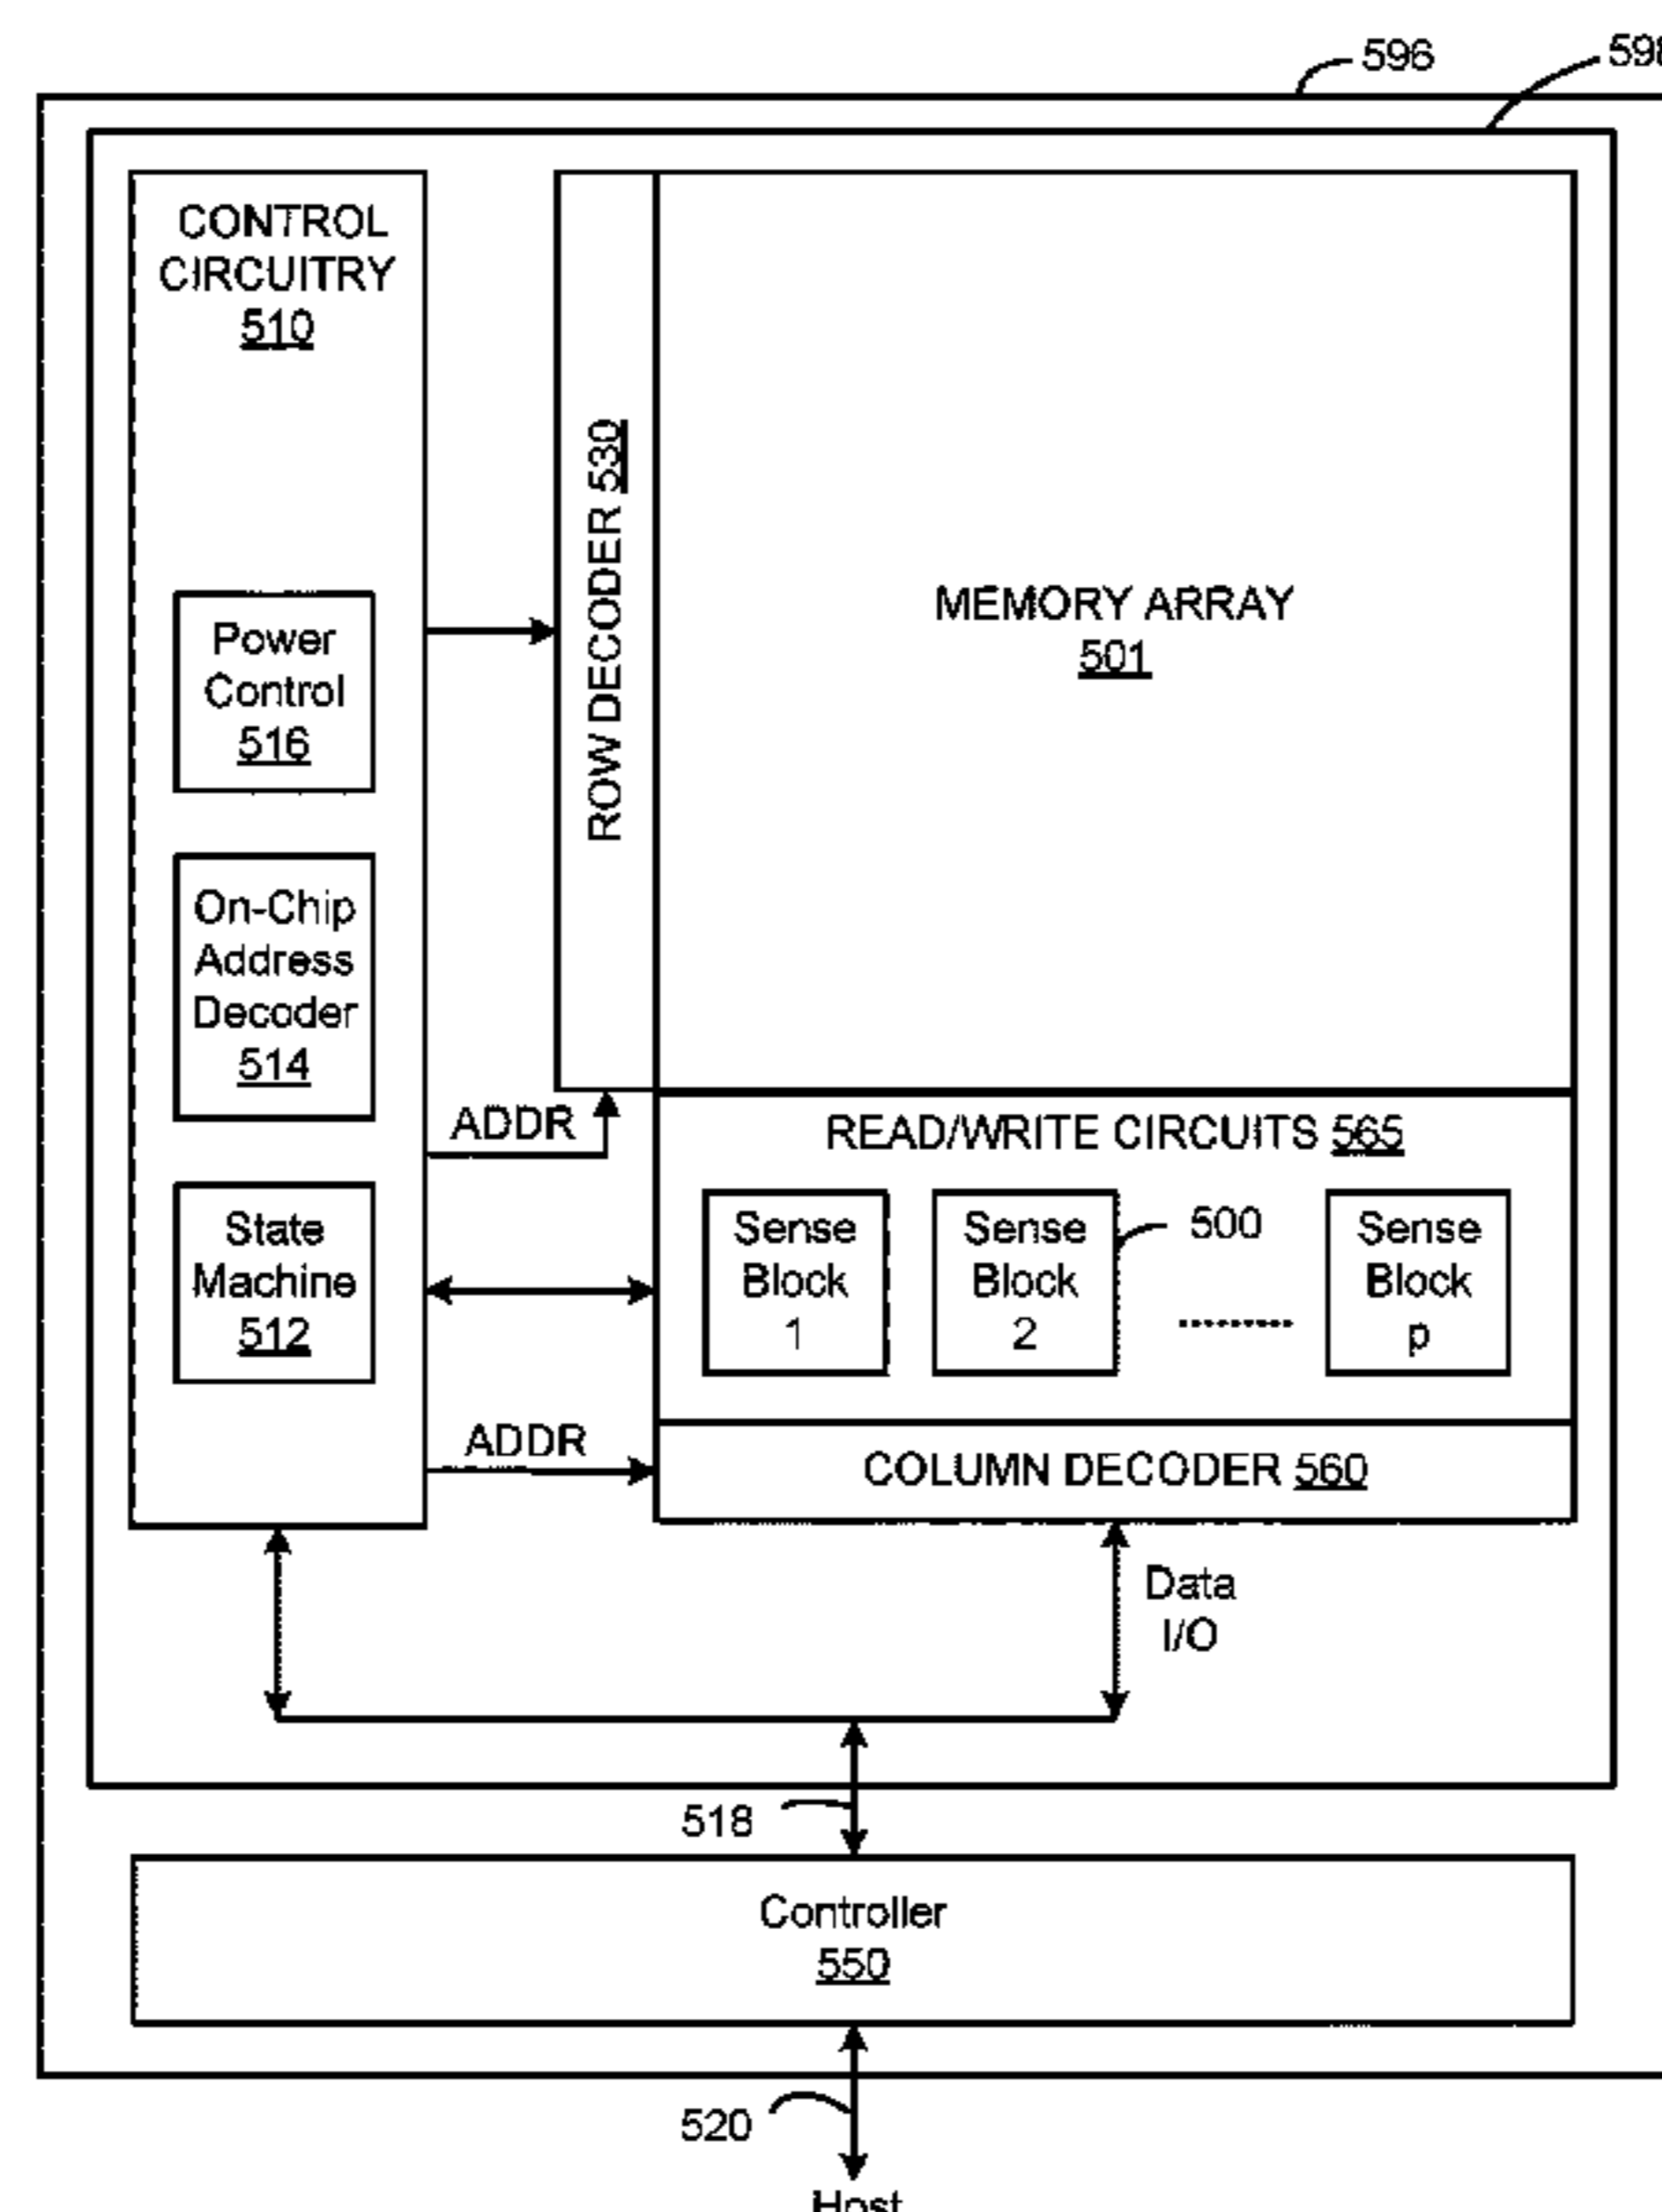 596
598
CONTROL
CIRCUITRY
510
Power
Control
516
On-Chip
Address
Decoder
514
State
Machine
512
ROW DECODER 530
MEMORY ARRAY
501
ADDR
READ/WRITE CIRCUITS 565
Sense
Block
1
Sense
Block
2
500
........
Sense
Block
p
ADDR
COLUMN DECODER 560
Data
I/O
518
Controller
550
520
Host